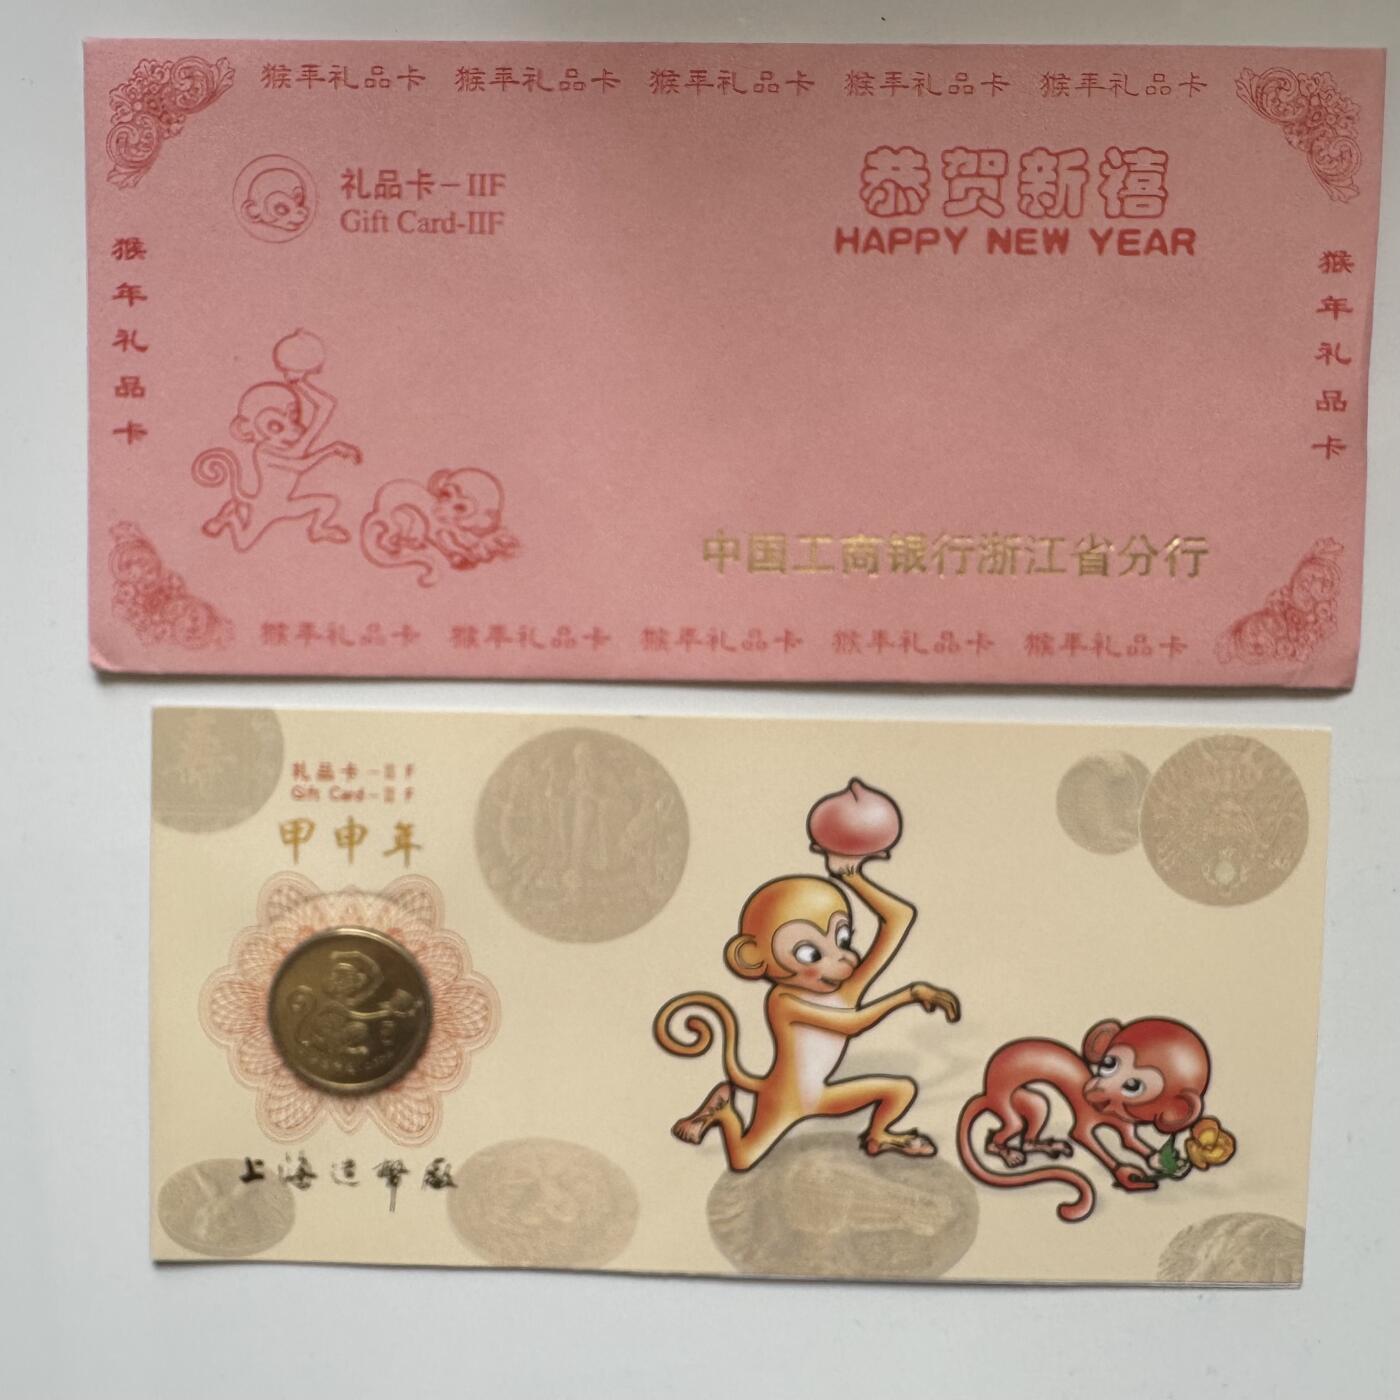 猴年礼品卡 猴年礼品卡 猴年礼品卡 猴年礼品卡 猴年礼品卡
礼品卡-IIF
Gift Card-IIF
恭贺新禧
HAPPY NEW YEAR
猴年礼品卡
猴年礼品卡
中国工商银行浙江省分行
猴年礼品卡 猴年礼品卡 猴年礼品卡 猴年礼品卡 猴年礼品卡
礼品卡-IIF
Gift Card-IIF
甲申年
上海造幣廠